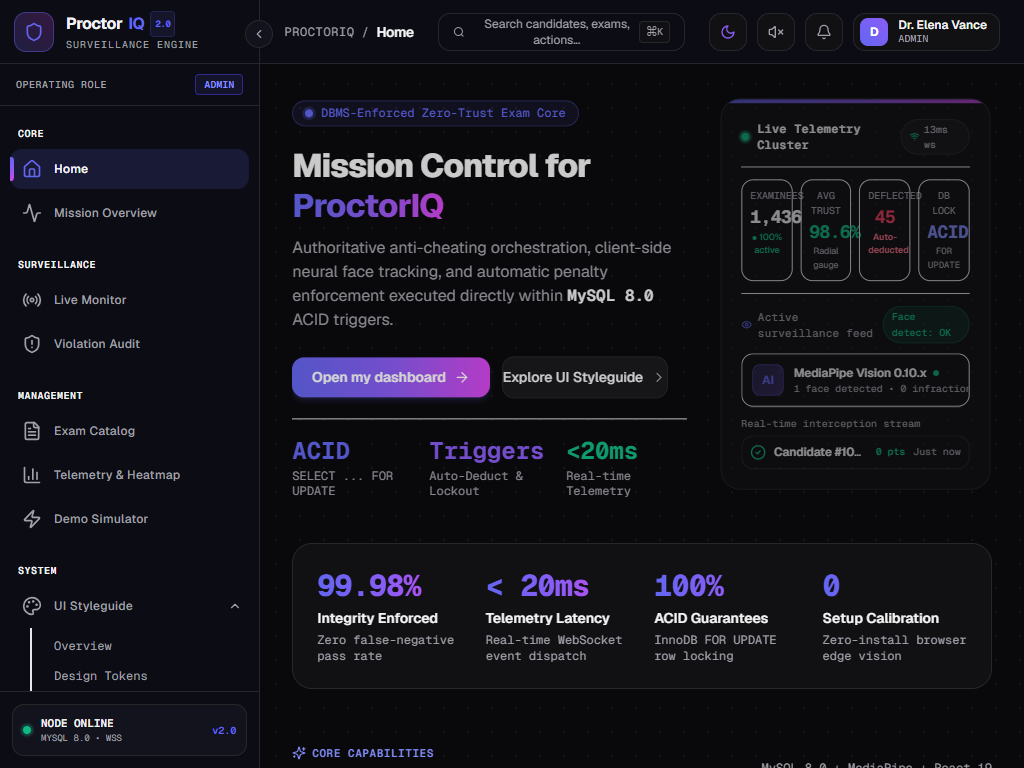 Proctor IQ 2.0
SURVEILLANCE ENGINE
OPERATING ROLE
ADMIN
CORE
Home
Mission Overview
SURVEILLANCE
Live Monitor
Violation Audit
MANAGEMENT
Exam Catalog
Telemetry & Heatmap
Demo Simulator
SYSTEM
UI Styleguide
Overview
Design Tokens
NODE ONLINE
MYSQL 8.0 • WSS
v2.0
PROCTORIQ / Home
Search candidates, exams,
actions…
⌘K
D
Dr. Elena Vance
ADMIN
DBMS-Enforced Zero-Trust Exam Core
Mission Control for
ProctorIQ
Authoritative anti-cheating orchestration, client-side
neural face tracking, and automatic penalty
enforcement executed directly within MySQL 8.0
ACID triggers.
Open my dashboard
Explore UI Styleguide
ACID
SELECT ... FOR
UPDATE
Triggers
Auto-Deduct &
Lockout
<20ms
Real-time
Telemetry
Live Telemetry
Cluster
13ms
ws
EXAMINEES
1,436
● 100%
active
AVG
TRUST
98.6%
Radial
gauge
DEFLECTED
45
Auto-
deducted
DB
LOCK
ACID
FOR
UPDATE
Active
surveillance feed
Face
detect: OK
AI
MediaPipe Vision 0.10.x
1 face detected • 0 infraction
Real-time interception stream
Candidate #10…
0 pts
Just now
99.98%
Integrity Enforced
Zero false-negative
pass rate
< 20ms
Telemetry Latency
Real-time WebSocket
event dispatch
100%
ACID Guarantees
InnoDB FOR UPDATE
row locking
0
Setup Calibration
Zero-install browser
edge vision
CORE CAPABILITIES
MySQL 8.0 + MediaPipe + React 19